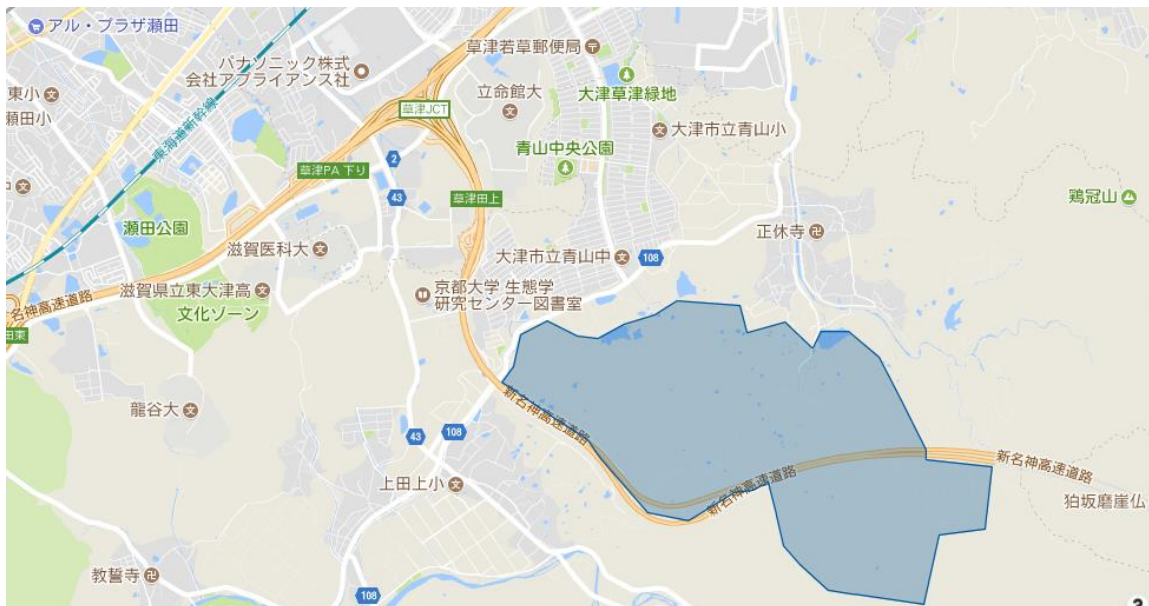 アル・プラザ瀬田
草津若草郵便局
パナソニック株式
会社アプライアンス社
立命館大
大津草津緑地
東小
瀬田小
草津JCT
大津市立青山小
青山中央公園
2
草津PA 下り
43
草津田上
鶏冠山
瀬田公園
滋賀医科大
正休寺
大津市立青山中
108
京都大学 生態学
研究センター図書室
滋賀県立東大津高
文化ゾーン
名神高速道路
田東
龍谷大
新名神高速道路
43
108
上田上小
新名神高速道路
新名神高速道路
狛坂磨崖仏
教誓寺
108
3